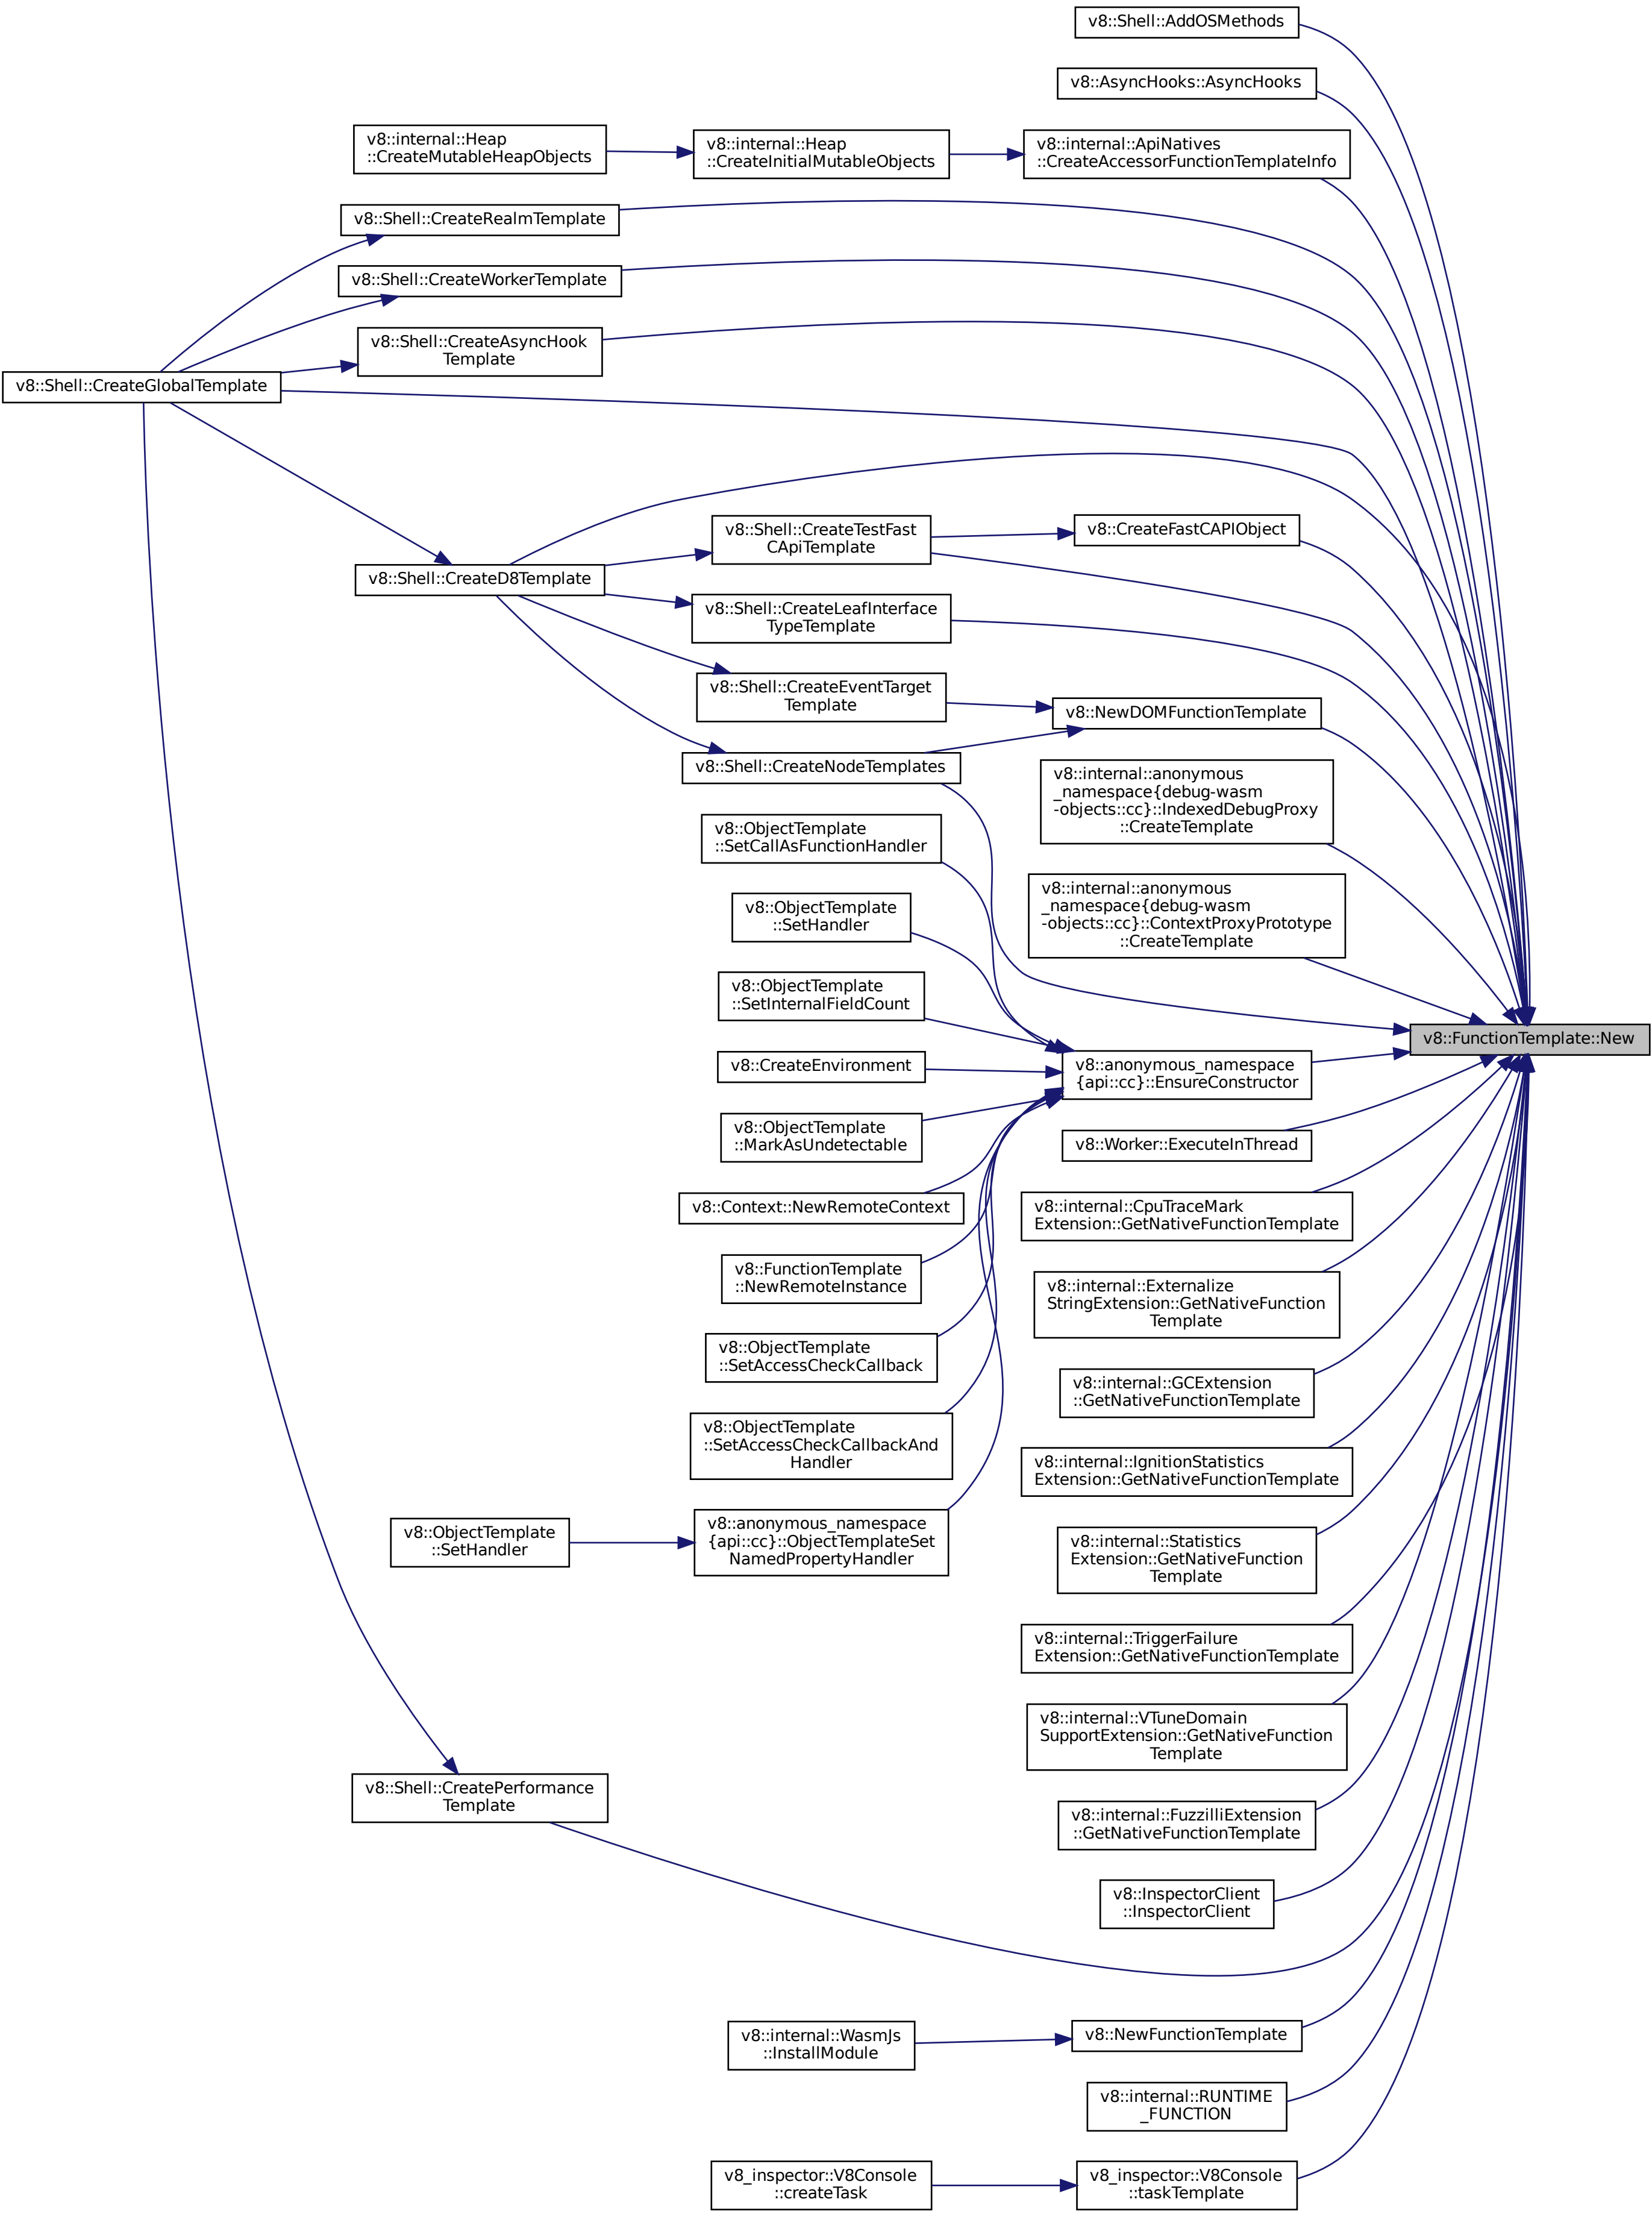 v8::Shell::AddOSMethods
v8::AsyncHooks::AsyncHooks
v8::internal::Heap
::CreateMutableHeapObjects
v8::internal::Heap
::CreateInitialMutableObjects
v8::internal::ApiNatives
::CreateAccessorFunctionTemplateInfo
v8::Shell::CreateRealmTemplate
v8::Shell::CreateWorkerTemplate
v8::Shell::CreateAsyncHook
Template
v8::Shell::CreateGlobalTemplate
v8::Shell::CreateTestFast
CApiTemplate
v8::CreateFastCAPIObject
v8::Shell::CreateD8Template
v8::Shell::CreateLeafInterface
TypeTemplate
v8::Shell::CreateEventTarget
Template
v8::NewDOMFunctionTemplate
v8::Shell::CreateNodeTemplates
v8::internal::anonymous
_namespace{debug-wasm
-objects::cc}::IndexedDebugProxy
::CreateTemplate
v8::ObjectTemplate
::SetCallAsFunctionHandler
v8::internal::anonymous
_namespace{debug-wasm
-objects::cc}::ContextProxyPrototype
::CreateTemplate
v8::ObjectTemplate
::SetHandler
v8::ObjectTemplate
::SetInternalFieldCount
v8::FunctionTemplate::New
v8::CreateEnvironment
v8::anonymous_namespace
{api::cc}::EnsureConstructor
v8::ObjectTemplate
::MarkAsUndetectable
v8::Worker::ExecuteInThread
v8::Context::NewRemoteContext
v8::internal::CpuTraceMark
Extension::GetNativeFunctionTemplate
v8::FunctionTemplate
::NewRemoteInstance
v8::internal::Externalize
StringExtension::GetNativeFunction
Template
v8::ObjectTemplate
::SetAccessCheckCallback
v8::internal::GCExtension
::GetNativeFunctionTemplate
v8::ObjectTemplate
::SetAccessCheckCallbackAnd
Handler
v8::internal::IgnitionStatistics
Extension::GetNativeFunctionTemplate
v8::ObjectTemplate
::SetHandler
v8::anonymous_namespace
{api::cc}::ObjectTemplateSet
NamedPropertyHandler
v8::internal::Statistics
Extension::GetNativeFunction
Template
v8::internal::TriggerFailure
Extension::GetNativeFunctionTemplate
v8::internal::VTuneDomain
SupportExtension::GetNativeFunction
Template
v8::Shell::CreatePerformance
Template
v8::internal::FuzzilliExtension
::GetNativeFunctionTemplate
v8::InspectorClient
::InspectorClient
v8::internal::WasmJs
::InstallModule
v8::NewFunctionTemplate
v8::internal::RUNTIME
_FUNCTION
v8_inspector::V8Console
::createTask
v8_inspector::V8Console
::taskTemplate